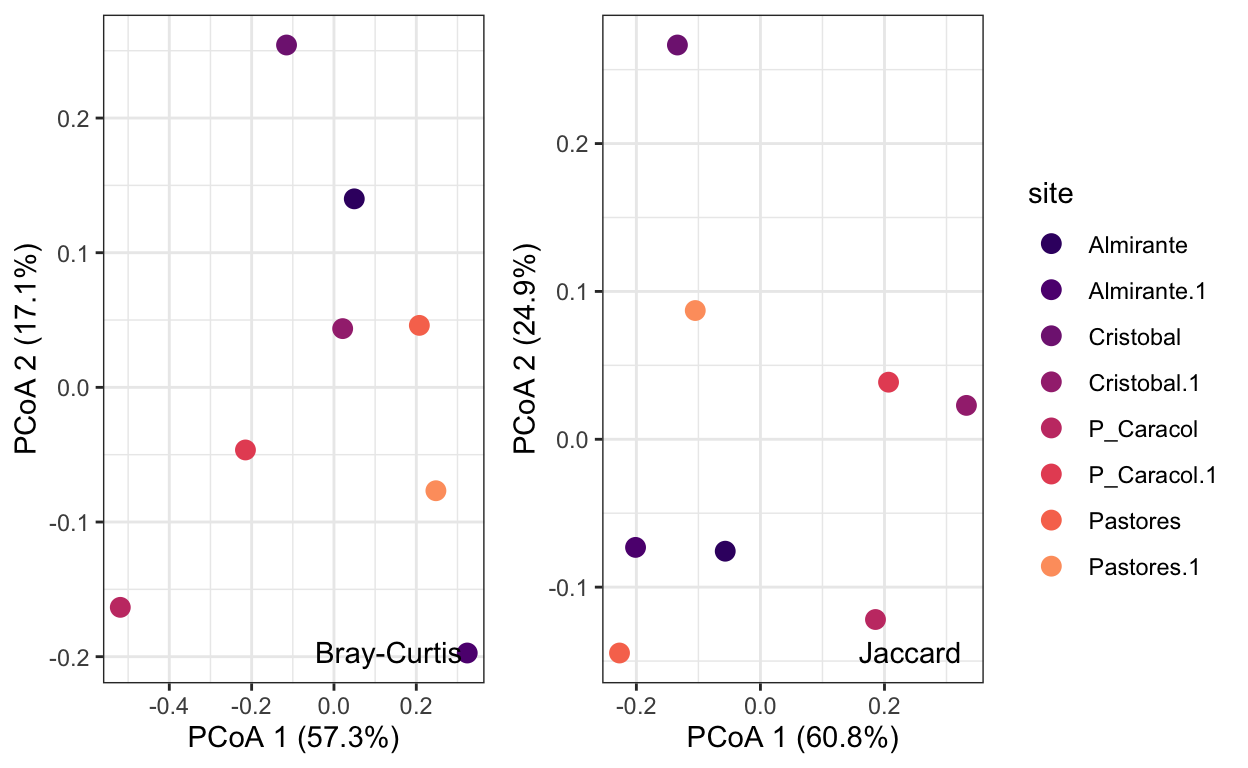 PCoA 2 (17.1%)
0.2
0.1
0.0
-0.1
-0.2
Bray-Curtis
-0.4
-0.2
0.0
0.2
PCoA 1 (57.3%)
PCoA 2 (24.9%)
0.2
0.1
0.0
-0.1
Jaccard
-0.2
0.0
0.2
PCoA 1 (60.8%)
site
Almirante
Almirante.1
Cristobal
Cristobal.1
P_Caracol
P_Caracol.1
Pastores
Pastores.1